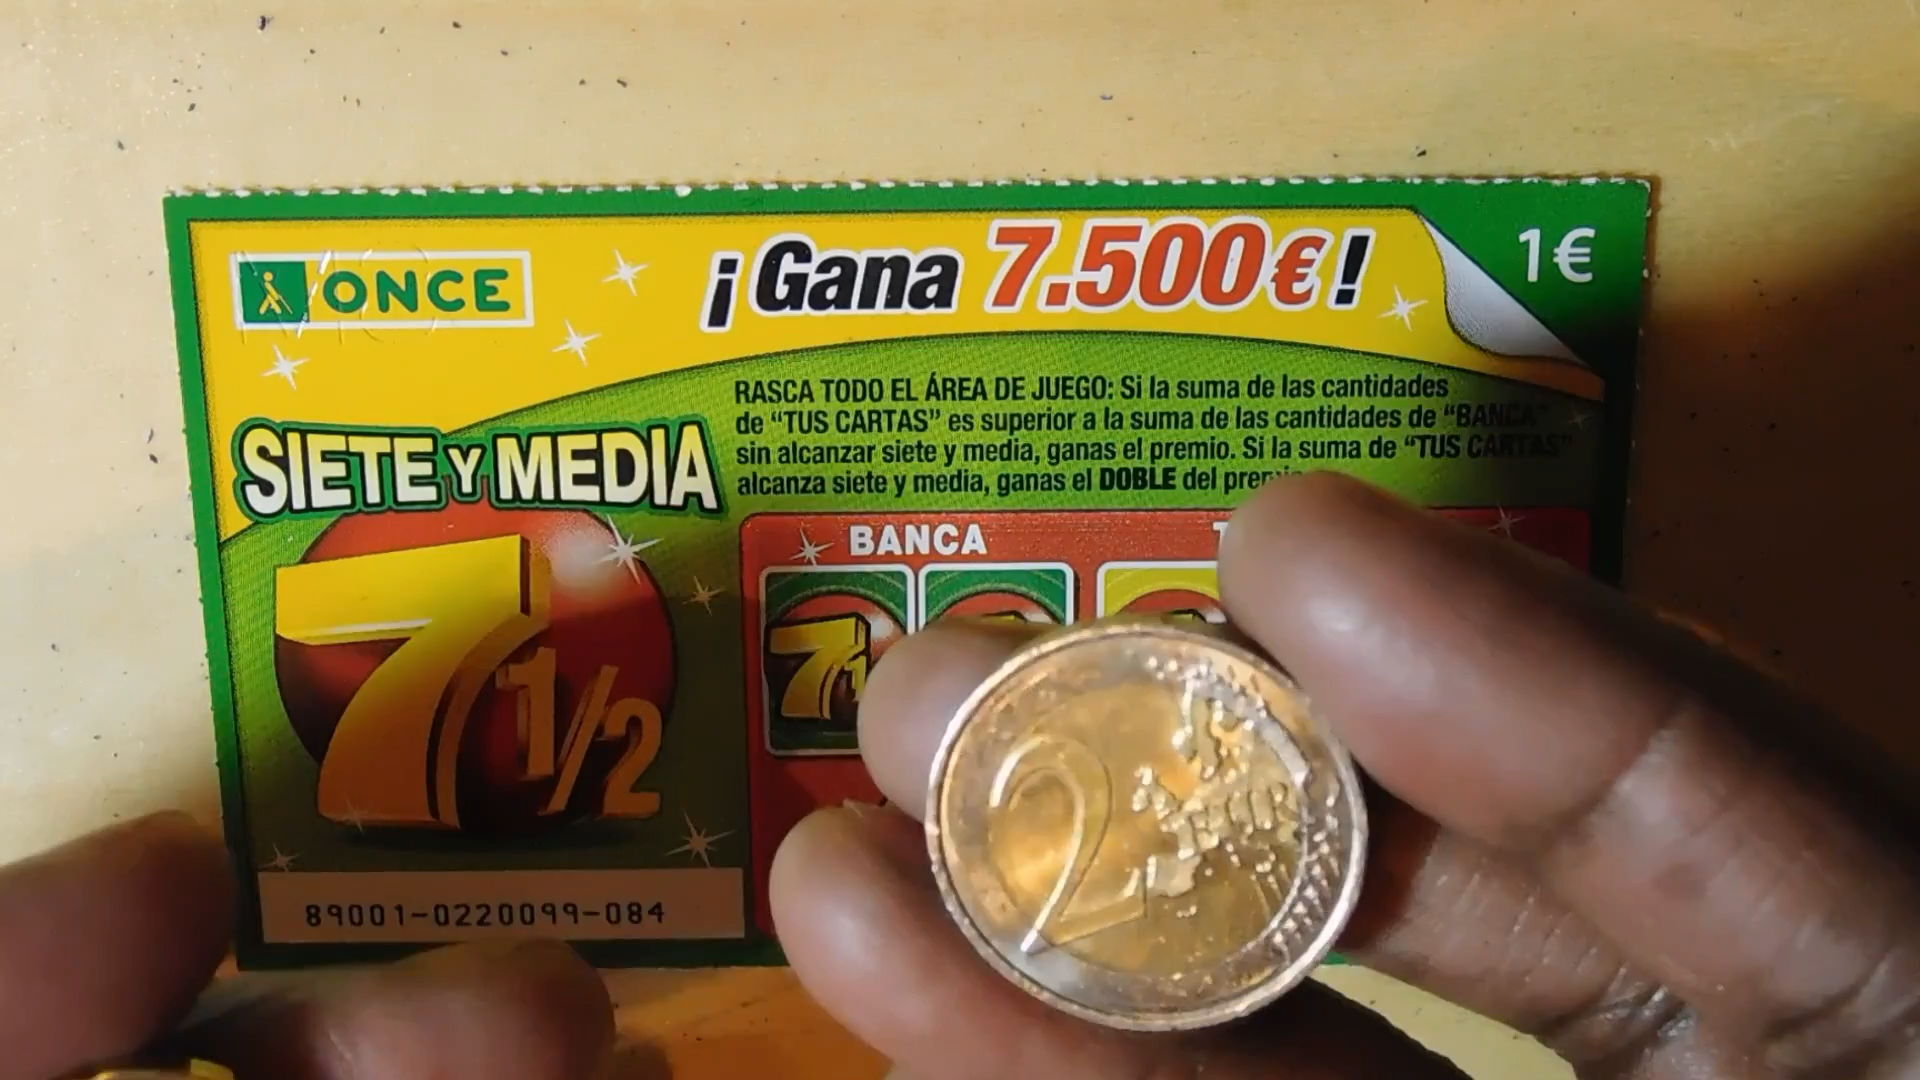 ONCE
¡Gana 7.500€!
1€
RASCA TODO EL ÁREA DE JUEGO: Si la suma de las cantidades
de “TUS CARTAS” es superior a la suma de las cantidades de “BANCA”
sin alcanzar siete y media, ganas el premio. Si la suma de “TUS CARTAS”
alcanza siete y media, ganas el DOBLE del
SIETE Y MEDIA
BANCA
7 1/2
7 1
2
89001-0220099-084